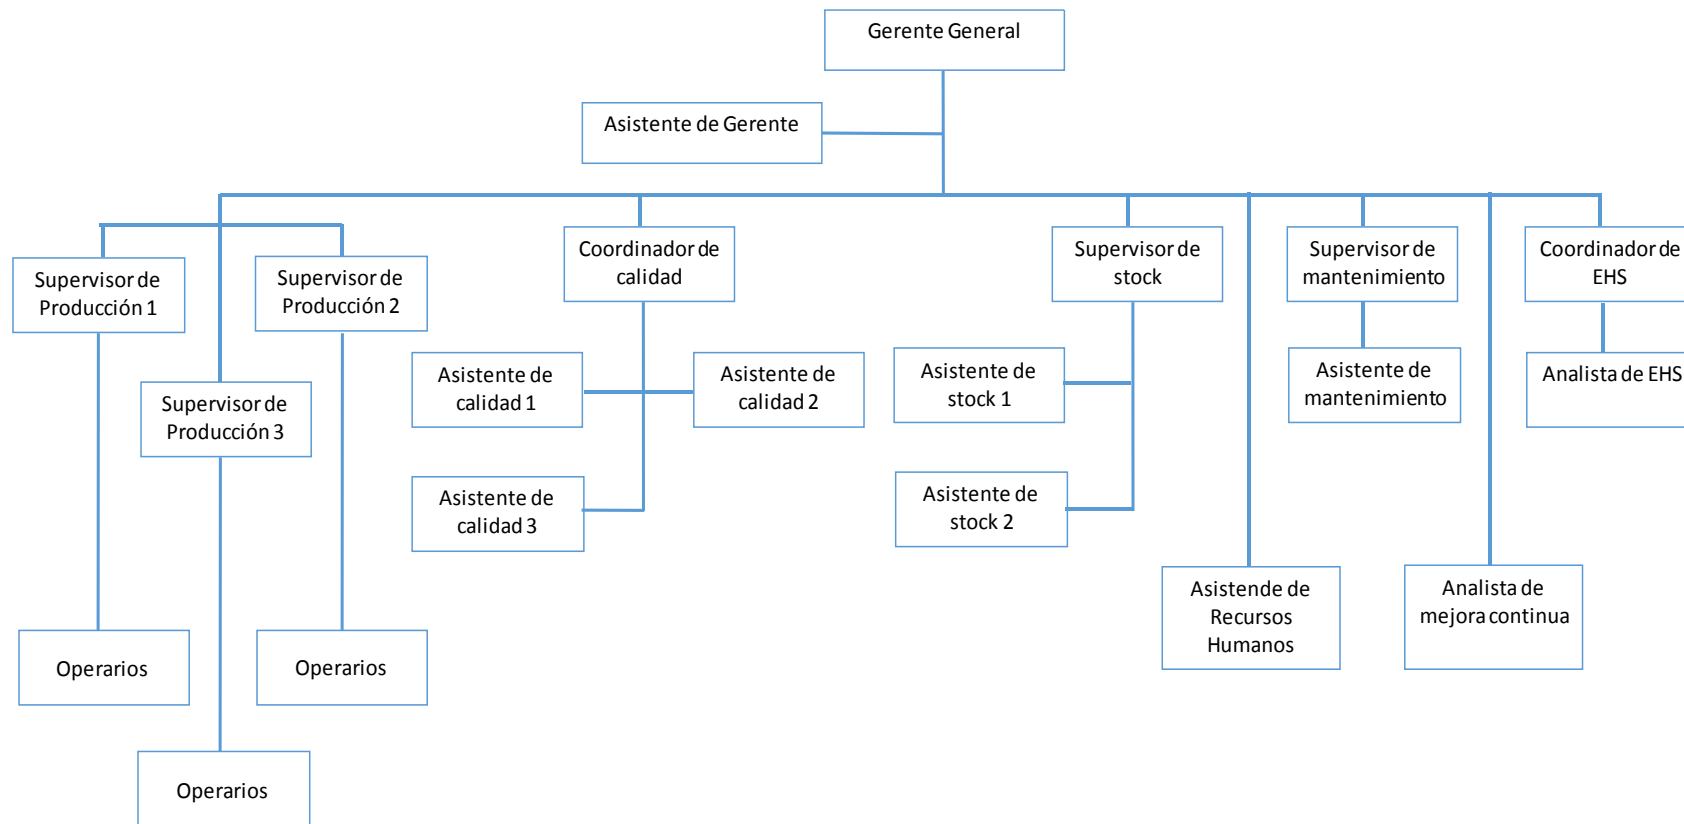 Gerente General
Asistente de Gerente
Supervisor de
Producción 1
Supervisor de
Producción 2
Supervisor de
Producción 3
Coordinador de
calidad
Supervisor de
stock
Supervisor de
mantenimiento
Coordinador de
EHS
Asistente de
calidad 1
Asistente de
calidad 2
Asistente de
calidad 3
Asistente de
stock 1
Asistente de
stock 2
Asistente de
mantenimiento
Analista de EHS
Asistende de
Recursos
Humanos
Analista de
mejora continua
Operarios
Operarios
Operarios